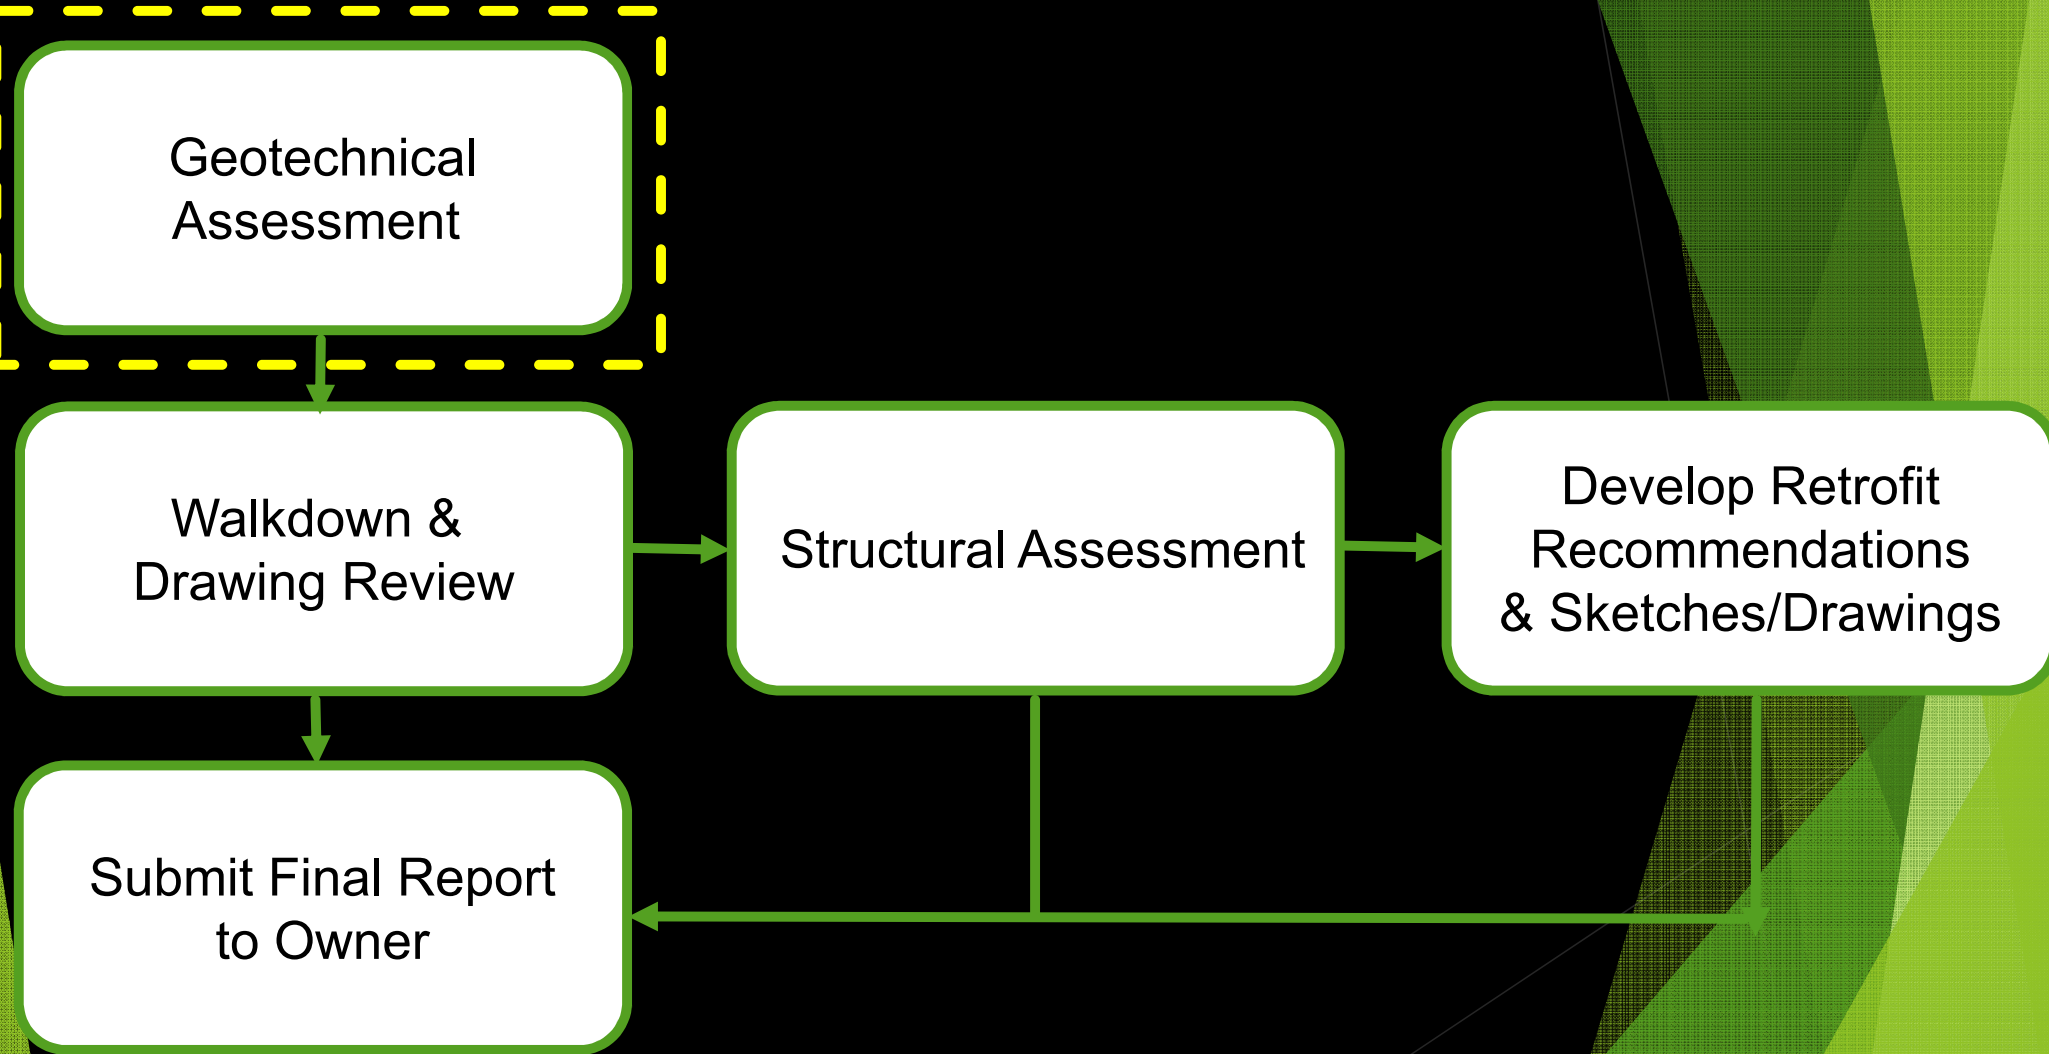 Geotechnical
Assessment
Walkdown &
Drawing Review
Structural Assessment
Develop Retrofit
Recommendations
& Sketches/Drawings
Submit Final Report
to Owner